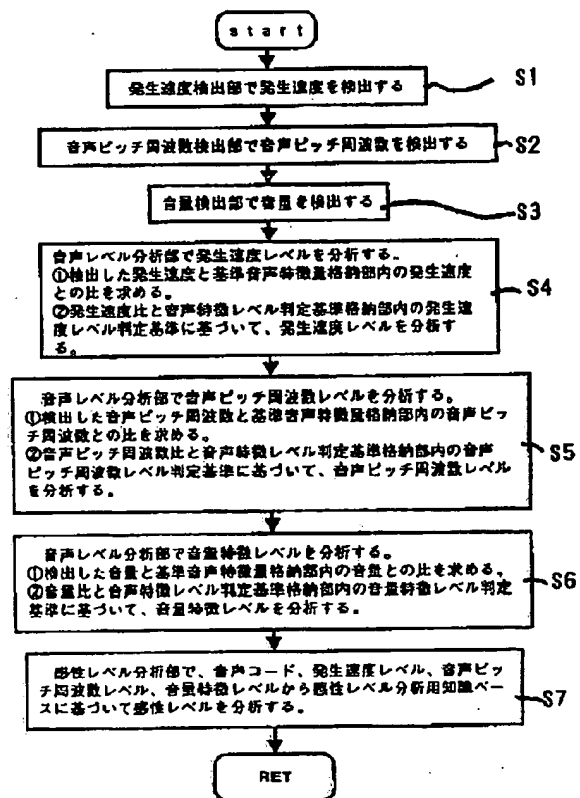 start
発生速度検出部で発生速度を検出する
S1
音声ピッチ周波数検出部で音声ピッチ周波数を検出する
S2
音量検出部で音量を検出する
S3
音声レベル分析部で発生速度レベルを分析する。
①検出した発生速度と基準音声特徴量格納部内の発生速度
との比を求める。
②発生速度比と音声特徴レベル判定基準格納部内の発生速
度レベル判定基準に基づいて、発生速度レベルを分析す
る。
S4
音声レベル分析部で音声ピッチ周波数レベルを分析する。
①検出した音声ピッチ周波数と基準音声特徴量格納部内の音声ピッ
チ周波数との比を求める。
②音声ピッチ周波数比と音声特徴レベル判定基準格納部内の音声
ピッチ周波数レベル判定基準に基づいて、音声ピッチ周波数レベル
を分析する。
S5
音声レベル分析部で音量特徴レベルを分析する。
①検出した音量と基準音声特徴量格納部内の音量との比を求める。
②音量比と音声特徴レベル判定基準格納部内の音量特徴レベル判定
基準に基づいて、音量特徴レベルを分析する。
S6
感性レベル分析部で、音声コード、発生速度レベル、音声ピッ
チ周波数レベル、音量特徴レベルから感性レベル分析用知識ベー
スに基づいて感性レベルを分析する。
S7
RET